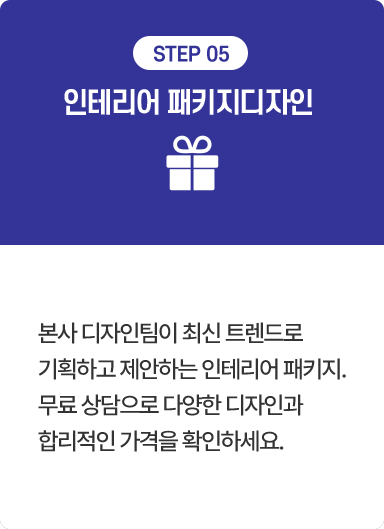 STEP 05
인테리어 패키지디자인
본사 디자인팀이 최신 트렌드로
기획하고 제안하는 인테리어 패키지.
무료 상담으로 다양한 디자인과
합리적인 가격을 확인하세요.